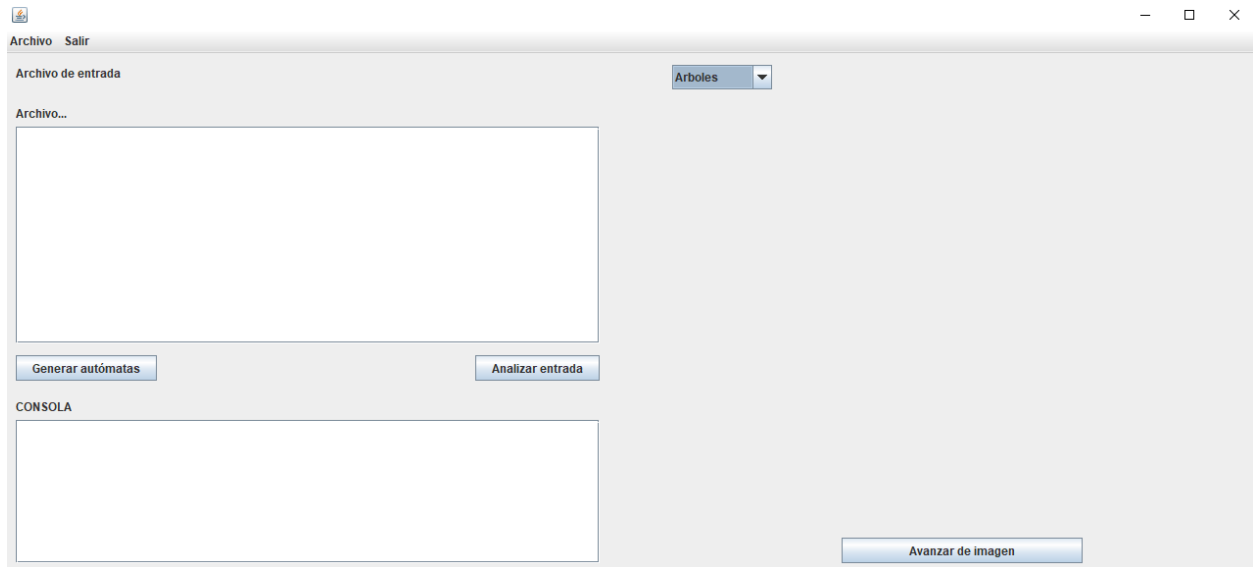 Archivo Salir
Archivo de entrada
Arboles
Archivo...
Generar autómatas
Analizar entrada
CONSOLA
Avanzar de imagen